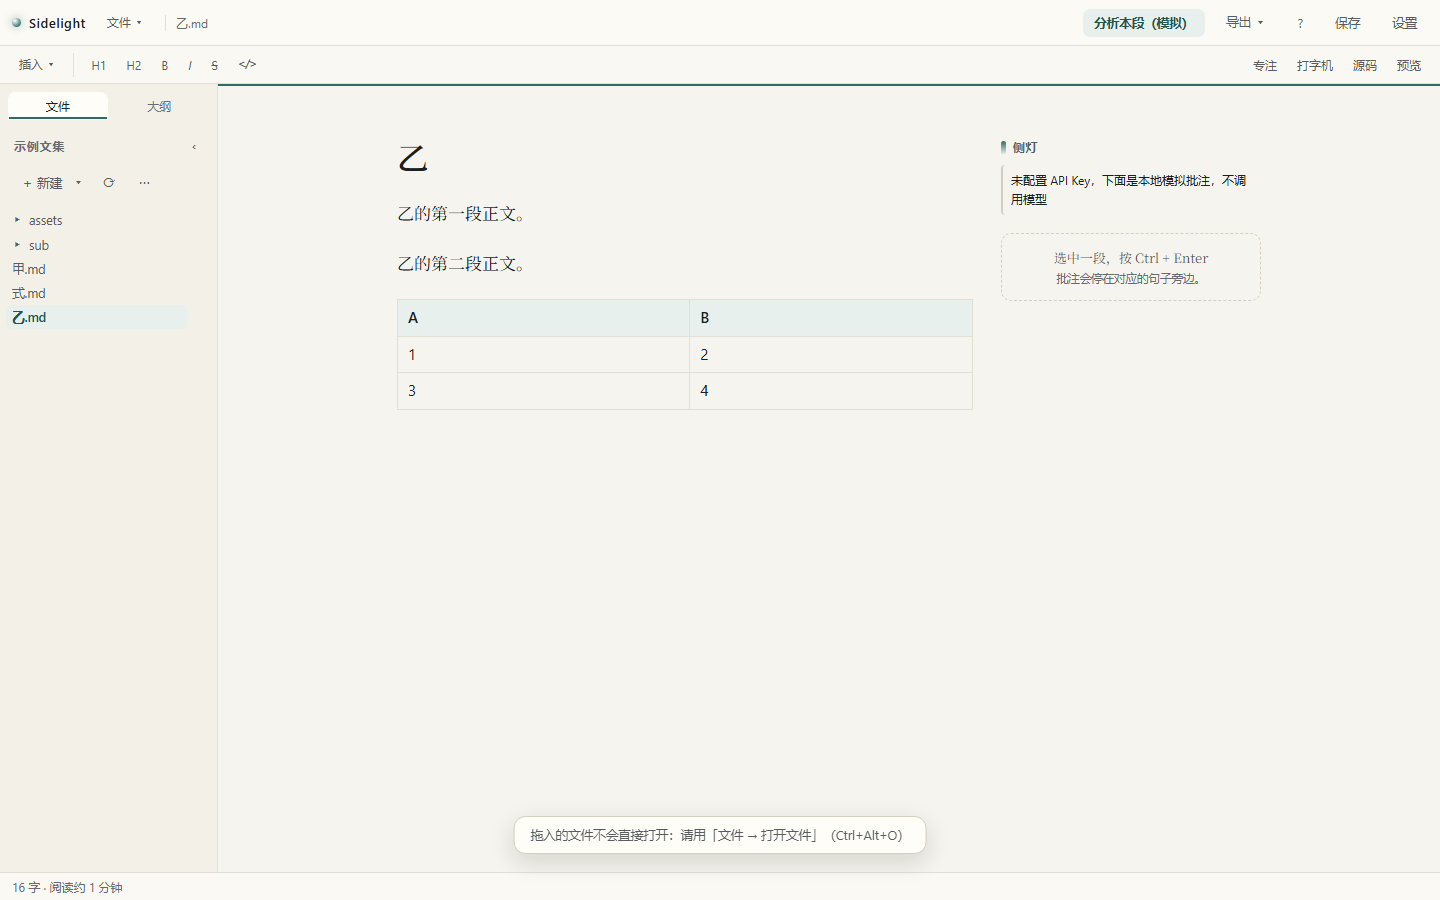 Sidelight 文件 乙.md 分析本段（模拟） 导出 ? 保存 设置
插入 H1 H2 B I S </> 专注 打字机 源码 预览
文件 大纲
示例文集
+ 新建 ...
assets
sub
甲.md
式.md
乙.md
乙
乙的第一段正文。
乙的第二段正文。
A B
1 2
3 4
侧灯
未配置 API Key，下面是本地模拟批注，不调
用模型
选中一段，按 Ctrl + Enter
批注会停在对应的句子旁边。
拖入的文件不会直接打开：请用「文件 → 打开文件」（Ctrl+Alt+O）
16 字 · 阅读约 1 分钟